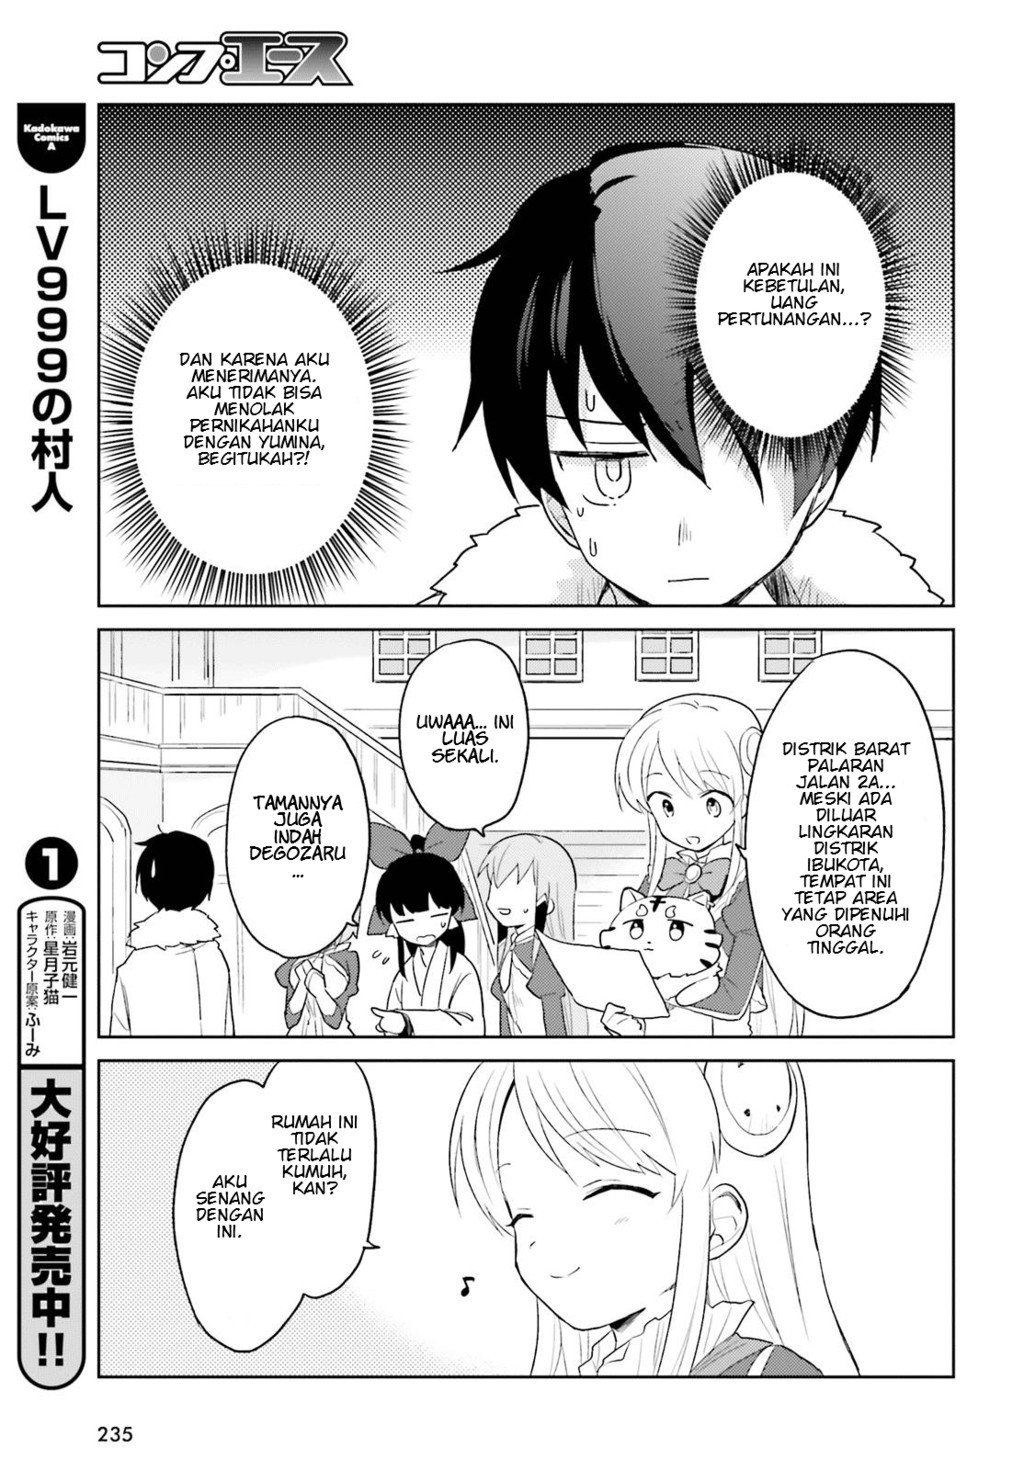 コンプ・エース
Kadokawa
Comics
A
LV999の村人
1
漫画:岩元健一
原作:星月子猫
キャラクター原案:ふーみ
大好評発売中!!
APAKAH INI
KEBETULAN,
UANG
PERTUNANGAN...?
DAN KARENA AKU
MENERIMANYA.
AKU TIDAK BISA
MENOLAK
PERNIKAHANKU
DENGAN YUMINA,
BEGITUKAH?!
DISTRIK BARAT
PALARAN
JALAN 2A...
MESKI ADA
DILUAR
LINGKARAN
DISTRIK
IBUKOTA,
TEMPAT INI
TETAP AREA
YANG DIPENUHI
ORANG
TINGGAL.
UWAAA... INI
LUAS
SEKALI.
TAMANNYA
JUGA
INDAH
DEGOZARU
...
RUMAH INI
TIDAK
TERLALU
KUMUH,
KAN?
AKU
SENANG
DENGAN
INI.
235